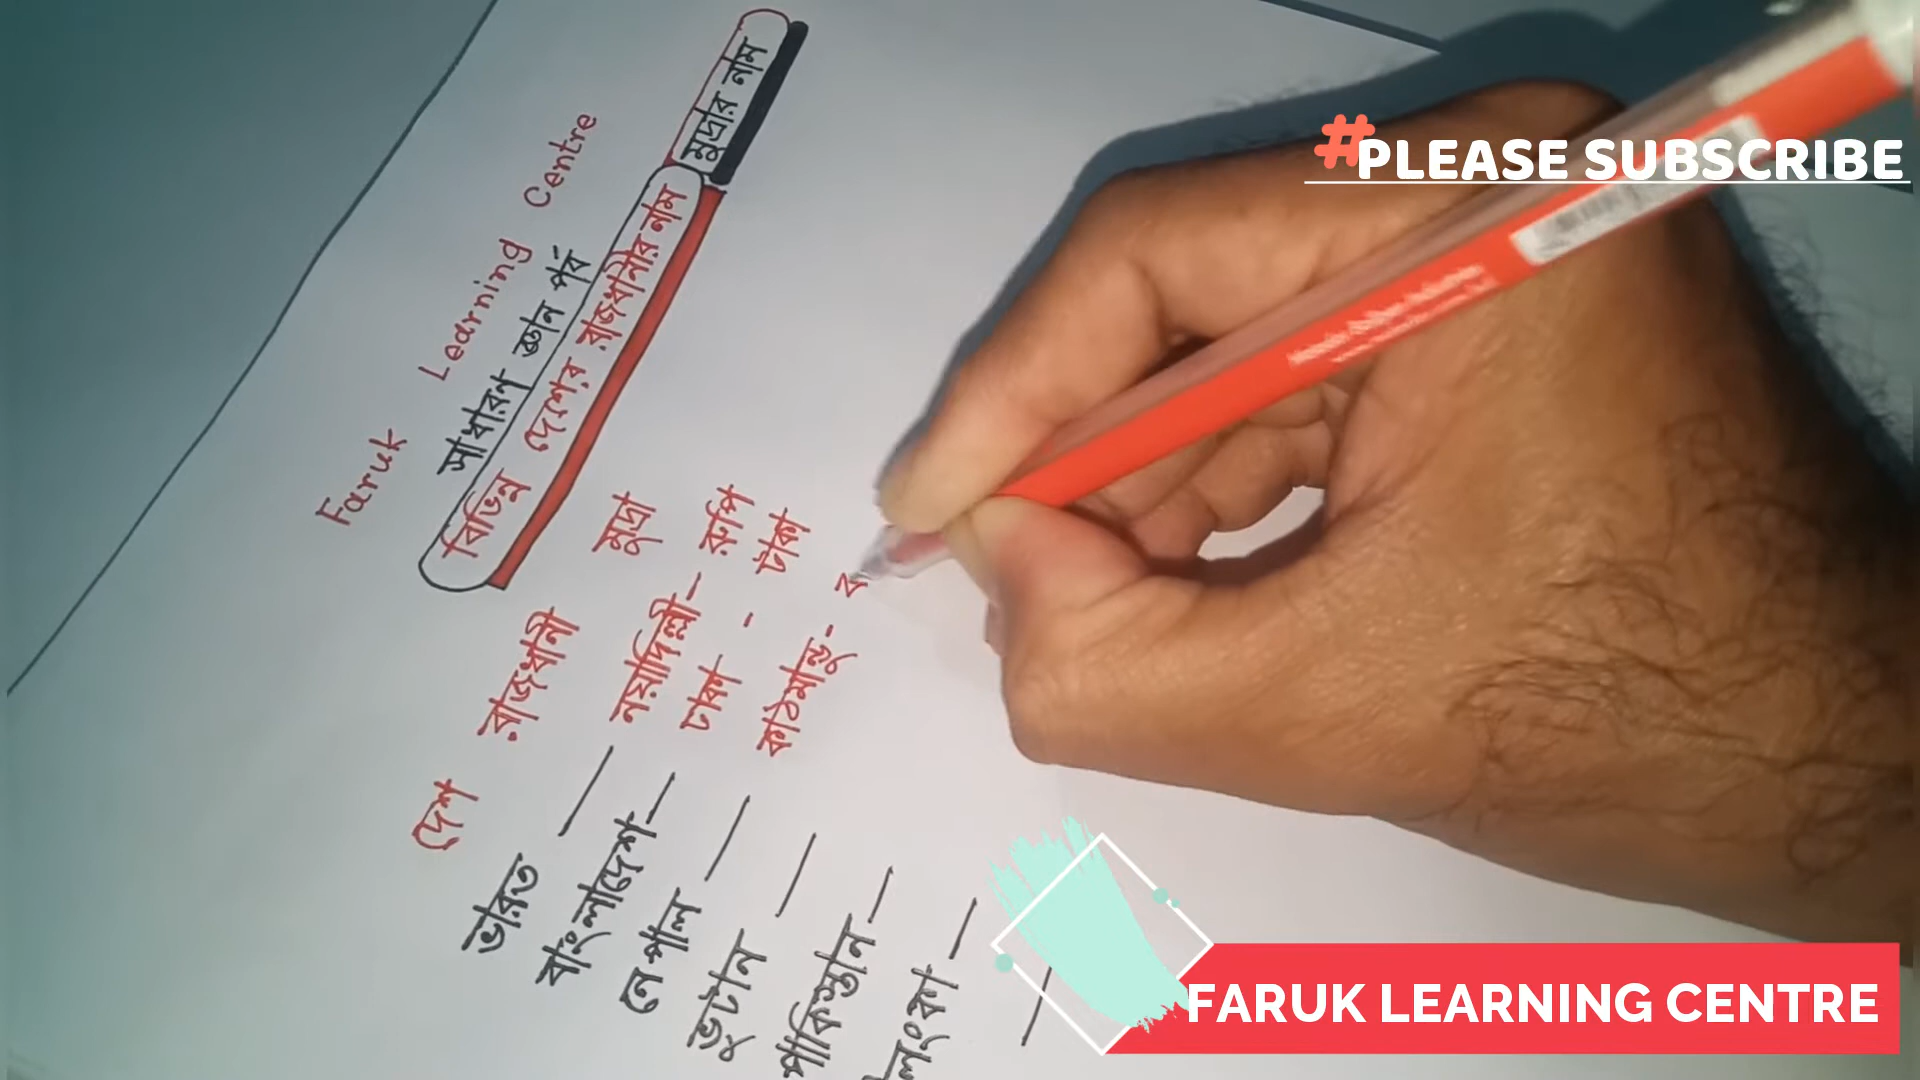 #PLEASE SUBSCRIBE
Faruk Learning Centre
সাধারণ জ্ঞান পর্ব
বিভিন্ন দেশের রাজধানীর নাম মুদ্রার নাম
দেশ রাজধানী মুদ্রা
ভারত — নয়াদিল্লী - রুপি
বাংলাদেশ — ঢাকা - টাকা
নেপাল — কাঠমান্ডু -
ভুটান —
পাকিস্তান —
FARUK LEARNING CENTRE